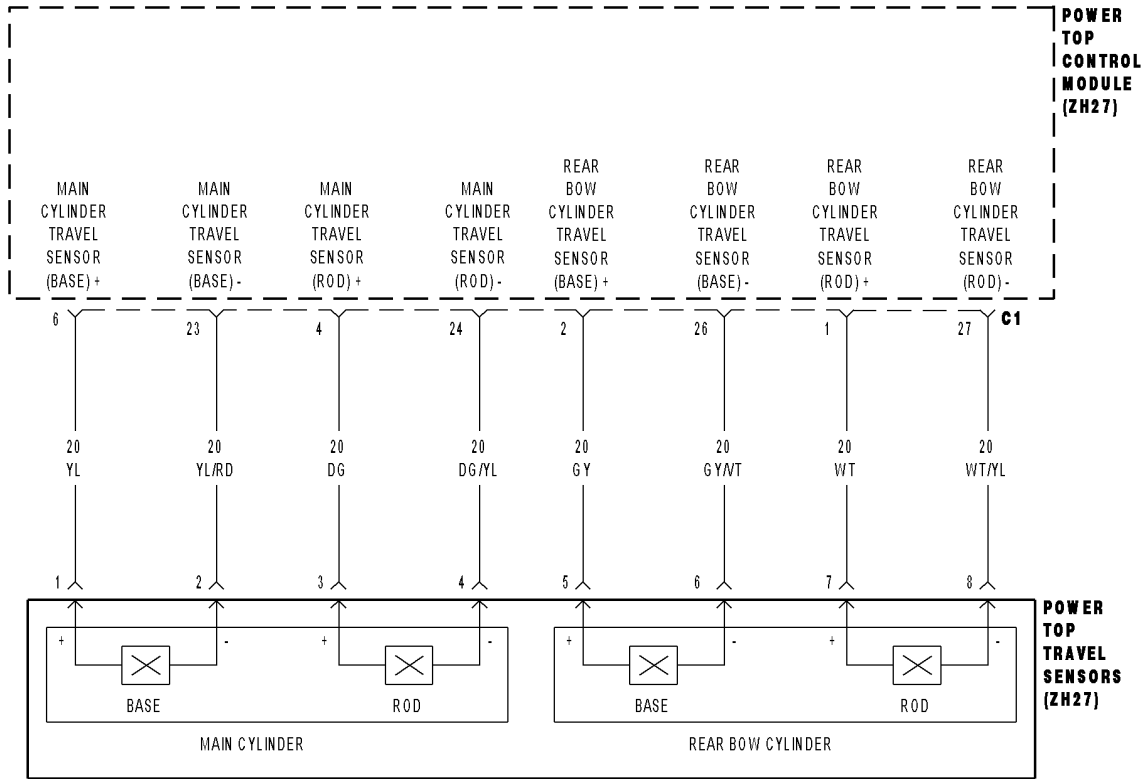 POWER
TOP
CONTROL
MODULE
(ZH27)
MAIN
CYLINDER
TRAVEL
SENSOR
(BASE) +
MAIN
CYLINDER
TRAVEL
SENSOR
(BASE) -
MAIN
CYLINDER
TRAVEL
SENSOR
(ROD) +
MAIN
CYLINDER
TRAVEL
SENSOR
(ROD) -
REAR
BOW
CYLINDER
TRAVEL
SENSOR
(BASE) +
REAR
BOW
CYLINDER
TRAVEL
SENSOR
(BASE) -
REAR
BOW
CYLINDER
TRAVEL
SENSOR
(ROD) +
REAR
BOW
CYLINDER
TRAVEL
SENSOR
(ROD) -
6 23 4 24 2 26 1 27 C1
20 20 20 20 20 20 20 20
YL YL/RD DG DG/YL GY GY/VT WT WT/YL
1 2 3 4 5 6 7 8
POWER
TOP
TRAVEL
SENSORS
(ZH27)
+ - + - + - + -
BASE ROD BASE ROD
MAIN CYLINDER REAR BOW CYLINDER